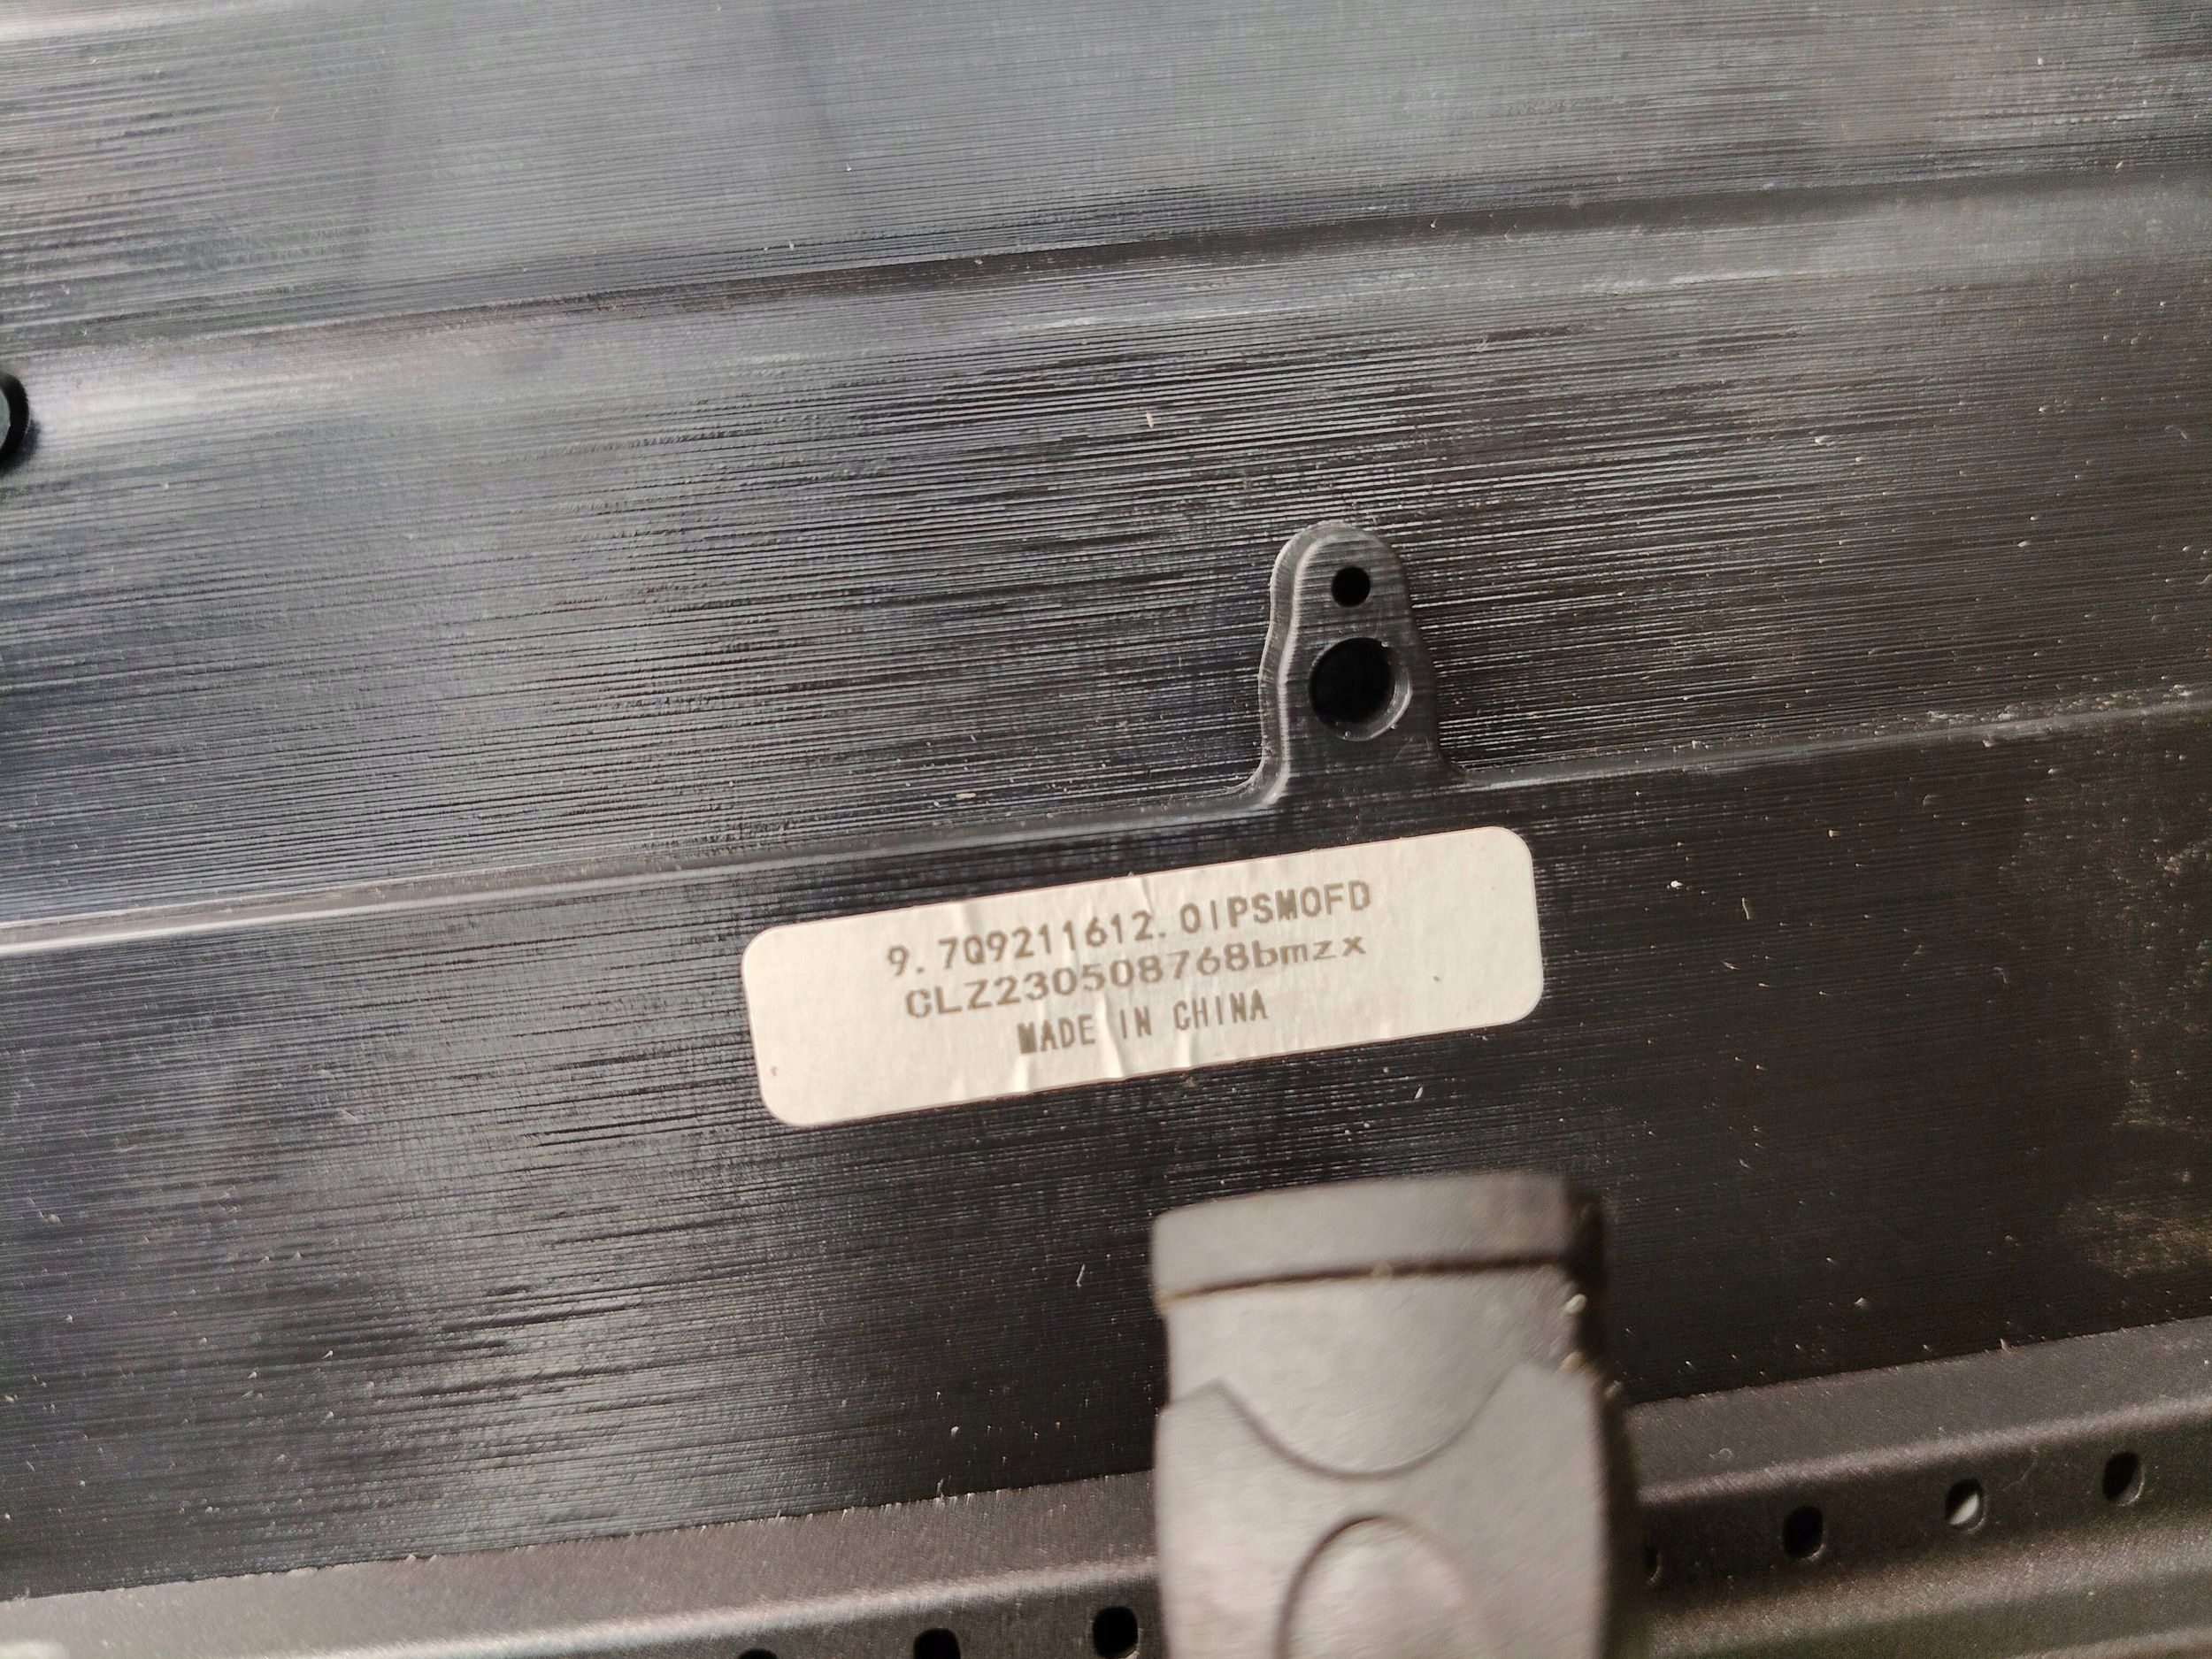 9.7Q9211612.0IPSMOFD
CLZ230508768bmzx
MADE IN CHINA